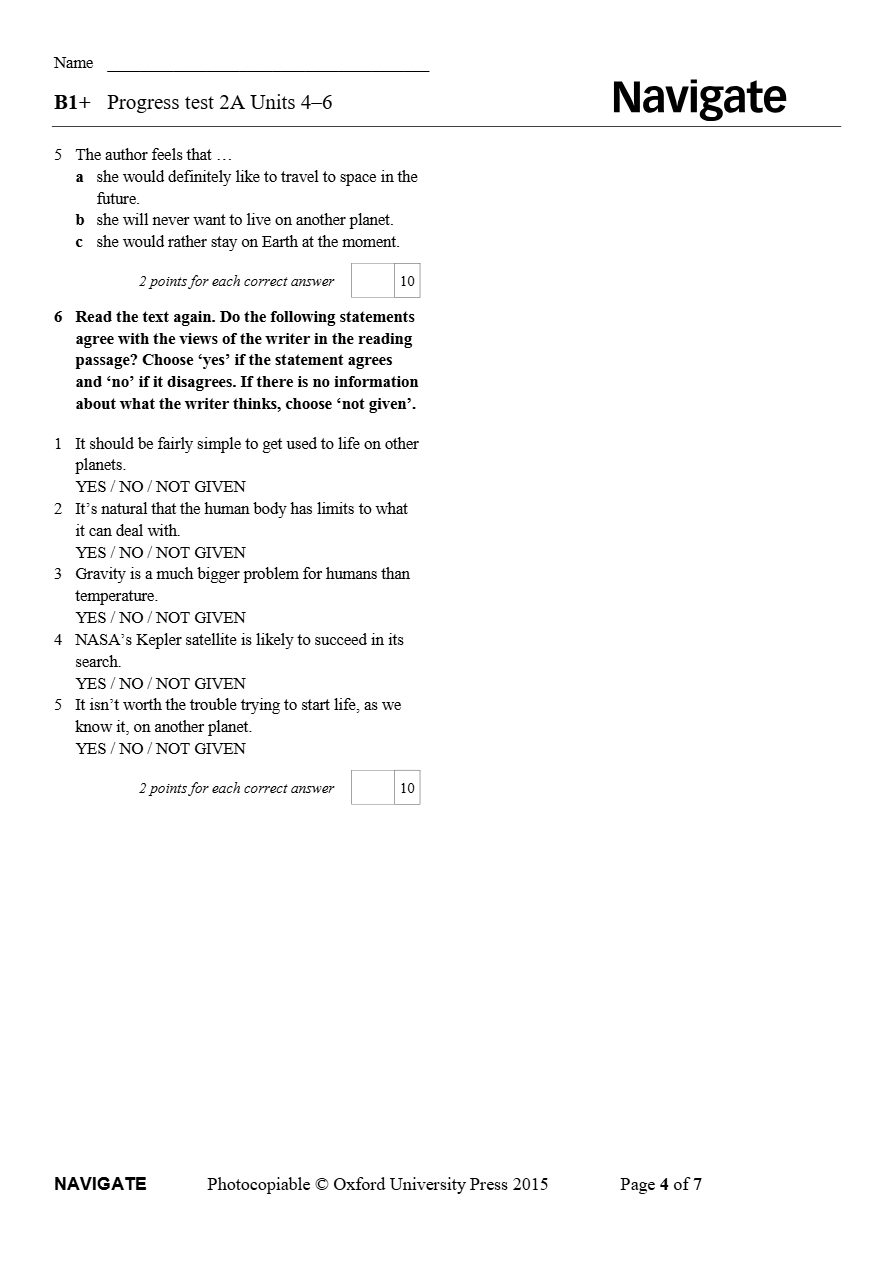 Name
B1+ Progress test 2A Units 4–6
Navigate
5 The author feels that …
a she would definitely like to travel to space in the
future.
b she will never want to live on another planet.
c she would rather stay on Earth at the moment.
2 points for each correct answer 10
6 Read the text again. Do the following statements
agree with the views of the writer in the reading
passage? Choose ‘yes’ if the statement agrees
and ‘no’ if it disagrees. If there is no information
about what the writer thinks, choose ‘not given’.
1 It should be fairly simple to get used to life on other
planets.
YES / NO / NOT GIVEN
2 It’s natural that the human body has limits to what
it can deal with.
YES / NO / NOT GIVEN
3 Gravity is a much bigger problem for humans than
temperature.
YES / NO / NOT GIVEN
4 NASA’s Kepler satellite is likely to succeed in its
search.
YES / NO / NOT GIVEN
5 It isn’t worth the trouble trying to start life, as we
know it, on another planet.
YES / NO / NOT GIVEN
2 points for each correct answer 10
NAVIGATE Photocopiable © Oxford University Press 2015 Page 4 of 7